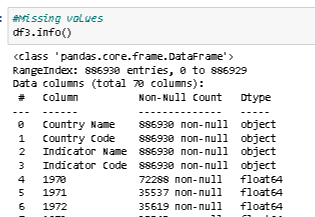 #Missing values
df3.info()
<class 'pandas.core.frame.DataFrame'>
RangeIndex: 886930 entries, 0 to 886929
Data columns (total 70 columns):
 #   Column          Non-Null Count   Dtype
---  ------          --------------   -----
 0   Country Name    886930 non-null  object
 1   Country Code    886930 non-null  object
 2   Indicator Name  886930 non-null  object
 3   Indicator Code  886930 non-null  object
 4   1970            72288 non-null   float64
 5   1971            35537 non-null   float64
 6   1972            35619 non-null   float64